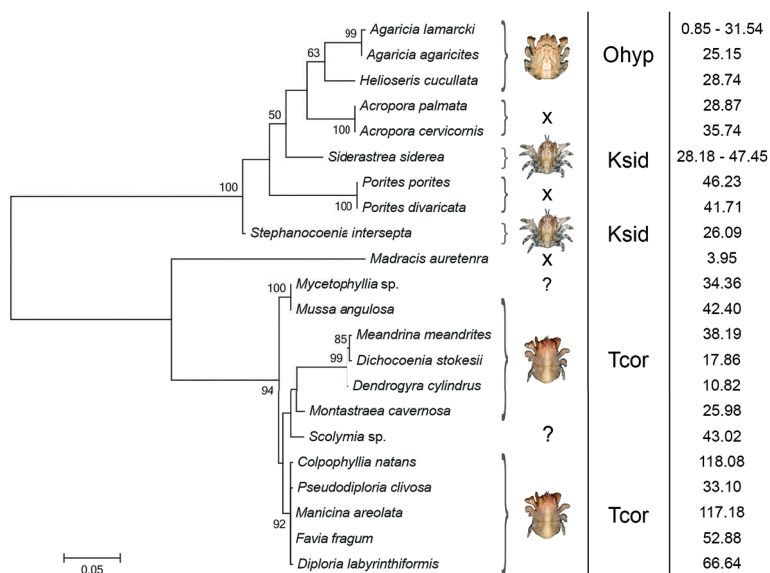 99 Agaricia lamarcki 0.85 - 31.54
63 Agaricia agaricites Ohyp 25.15
Helioseris cucullata 28.74
50 Acropora palmata x 28.87
100 Acropora cervicornis 35.74
Siderastrea siderea Ksid 28.18 - 47.45
100 Porites porites x 46.23
100 Porites divaricata 41.71
Stephanocoenia intersepta Ksid 26.09
Madracis auretenra x 3.95
100 Mycetophyllia sp. ? 34.36
Mussa angulosa 42.40
85 Meandrina meandrites 38.19
99 Dichocoenia stokesii Tcor 17.86
94 Dendrogyra cylindrus 10.82
Montastraea cavernosa 25.98
Scolymia sp. ? 43.02
Colpophyllia natans 118.08
Pseudodiploria clivosa 33.10
92 Manicina areolata Tcor 117.18
Favia fragum 52.88
Diploria labyrinthiformis 66.64
0.05